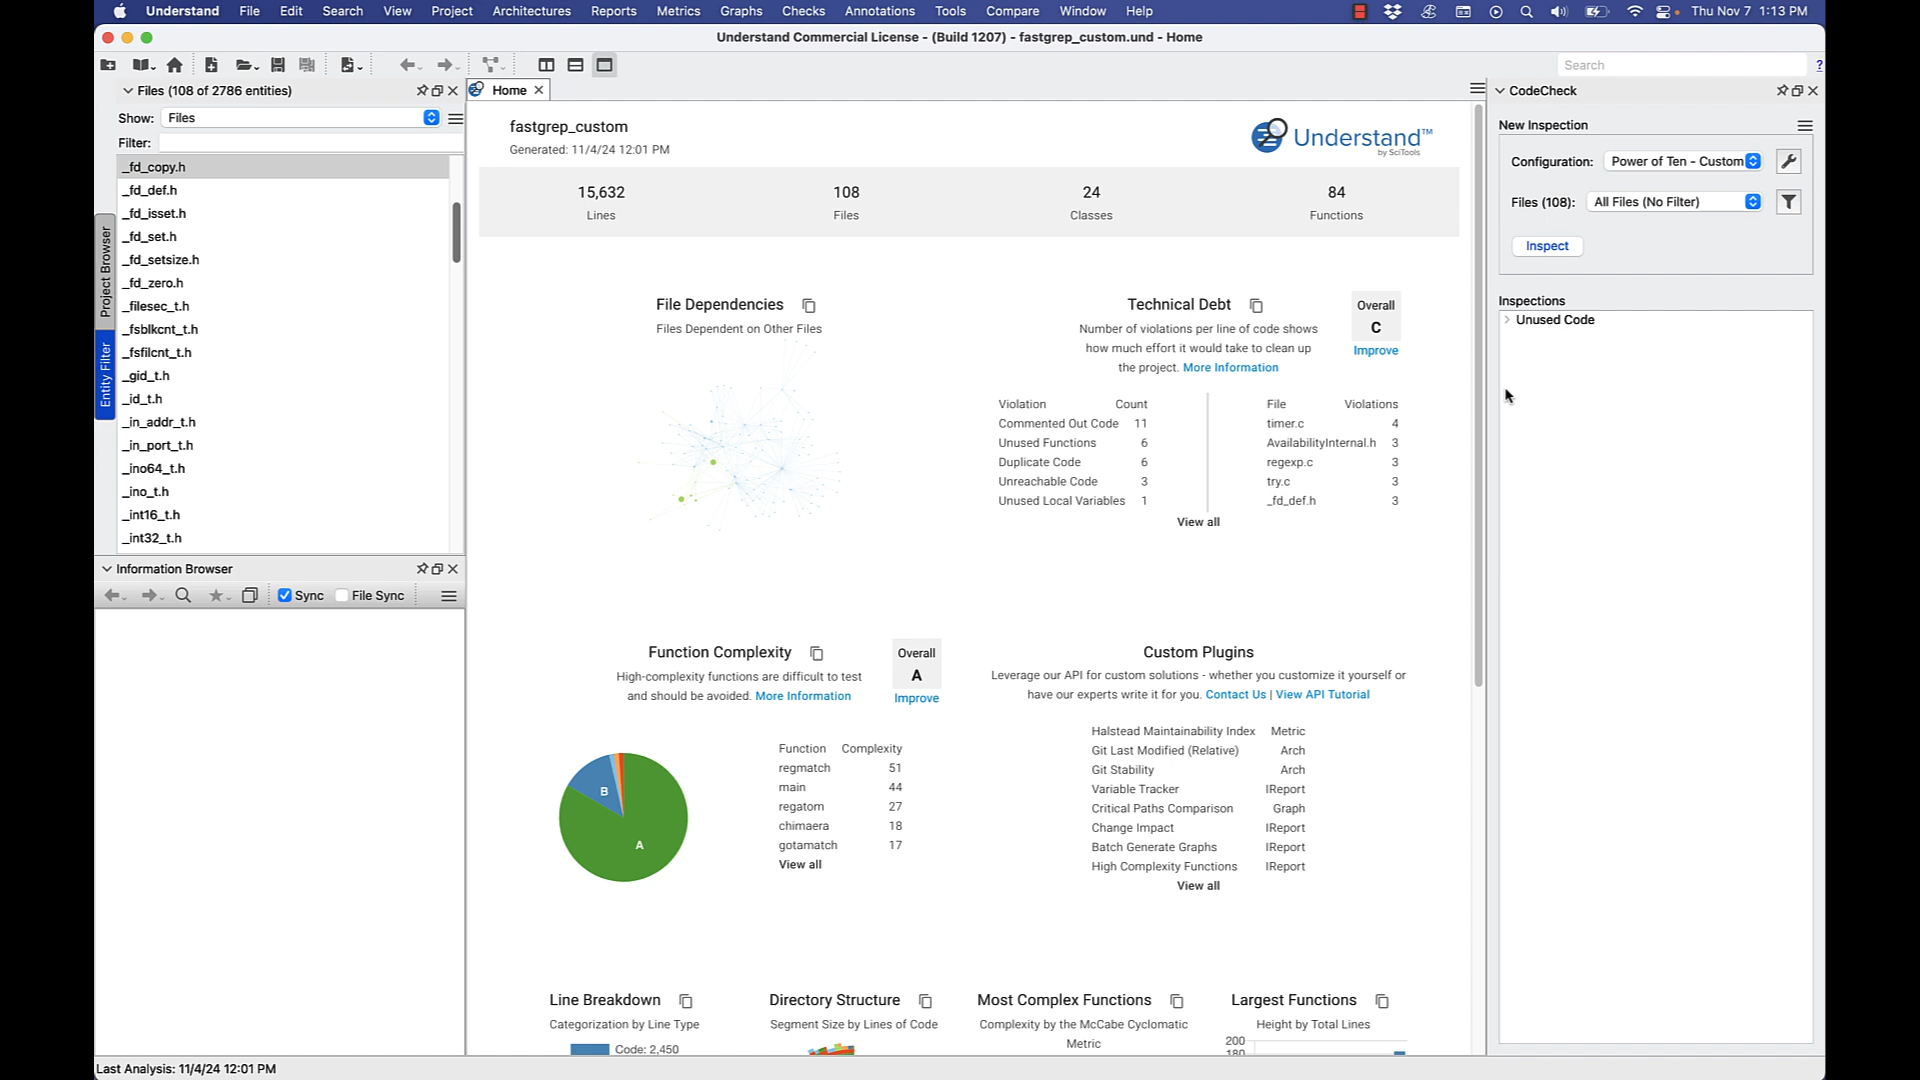 Understand File Edit Search View Project Architectures Reports Metrics Graphs Checks Annotations Tools Compare Window Help Thu Nov 7 1:13 PM
Understand Commercial License - (Build 1207) - fastgrep_custom.und - Home
Search ?
Files (108 of 2786 entities)
Show: Files
Filter:
_fd_copy.h
_fd_def.h
_fd_isset.h
_fd_set.h
_fd_setsize.h
_fd_zero.h
_filesec_t.h
_fsblkcnt_t.h
_fsfilcnt_t.h
_gid_t.h
_id_t.h
_in_addr_t.h
_in_port_t.h
_ino64_t.h
_ino_t.h
_int16_t.h
_int32_t.h
Project Browser
Entity Filter
Information Browser
Sync File Sync
Home
fastgrep_custom
Generated: 11/4/24 12:01 PM
Understand™
by SciTools
15,632 108 24 84
Lines Files Classes Functions
File Dependencies
Files Dependent on Other Files
Technical Debt
Number of violations per line of code shows
how much effort it would take to clean up
the project. More Information
Overall
C
Improve
Violation Count
Commented Out Code 11
Unused Functions 6
Duplicate Code 6
Unreachable Code 3
Unused Local Variables 1
File Violations
timer.c 4
AvailabilityInternal.h 3
regexp.c 3
try.c 3
_fd_def.h 3
View all
Function Complexity
High-complexity functions are difficult to test
and should be avoided. More Information
Overall
A
Improve
B
A
Function Complexity
regmatch 51
main 44
regatom 27
chimaera 18
gotamatch 17
View all
Custom Plugins
Leverage our API for custom solutions - whether you customize it yourself or
have our experts write it for you. Contact Us | View API Tutorial
Halstead Maintainability Index Metric
Git Last Modified (Relative) Arch
Git Stability Arch
Variable Tracker IReport
Critical Paths Comparison Graph
Change Impact IReport
Batch Generate Graphs IReport
High Complexity Functions IReport
View all
Line Breakdown
Categorization by Line Type
Code: 2,450
Directory Structure
Segment Size by Lines of Code
Most Complex Functions
Complexity by the McCabe Cyclomatic
Metric
Largest Functions
Height by Total Lines
200
180
CodeCheck
New Inspection
Configuration: Power of Ten - Custom
Files (108): All Files (No Filter)
Inspect
Inspections
Unused Code
Last Analysis: 11/4/24 12:01 PM